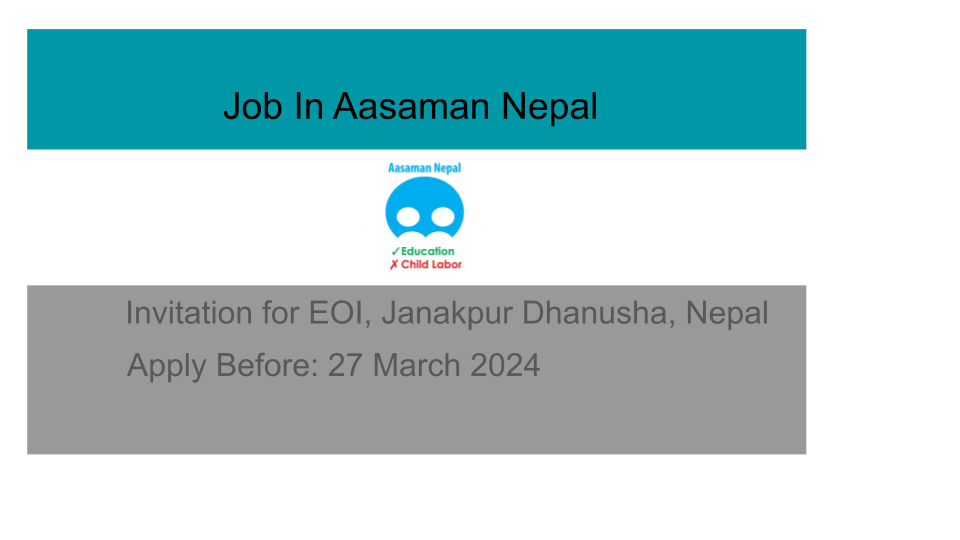 Job In Aasaman Nepal
Aasaman Nepal
✓Education
✗ Child Labor
Invitation for EOI, Janakpur Dhanusha, Nepal
Apply Before: 27 March 2024